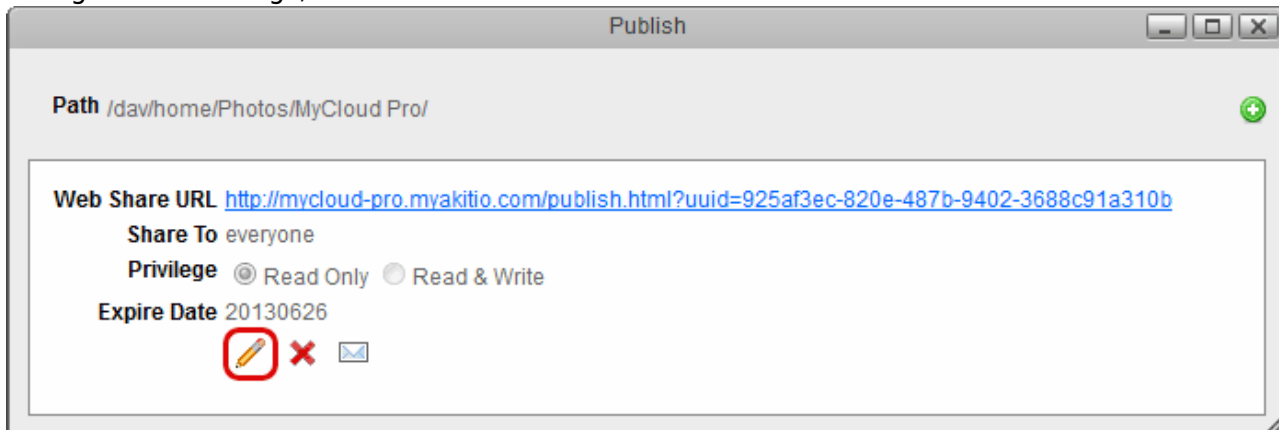 Publish
Path /dav/home/Photos/MyCloud Pro/
Web Share URL http://mycloud-pro.myakitio.com/publish.html?uuid=925af3ec-820e-487b-9402-3688c91a310b
Share To everyone
Privilege Read Only Read & Write
Expire Date 20130626